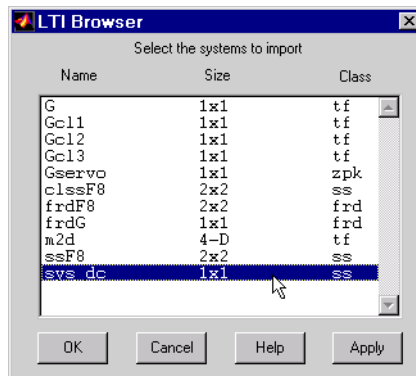 LTI Browser
Select the systems to import
Name Size Class
G 1x1 tf
Gcl1 1x1 tf
Gcl2 1x1 tf
Gcl3 1x1 tf
Gservo 1x1 zpk
clssF8 2x2 ss
frdF8 2x2 frd
frdG 1x1 frd
m2d 4-D tf
ssF8 2x2 ss
sys_dc 1x1 ss
OK Cancel Help Apply